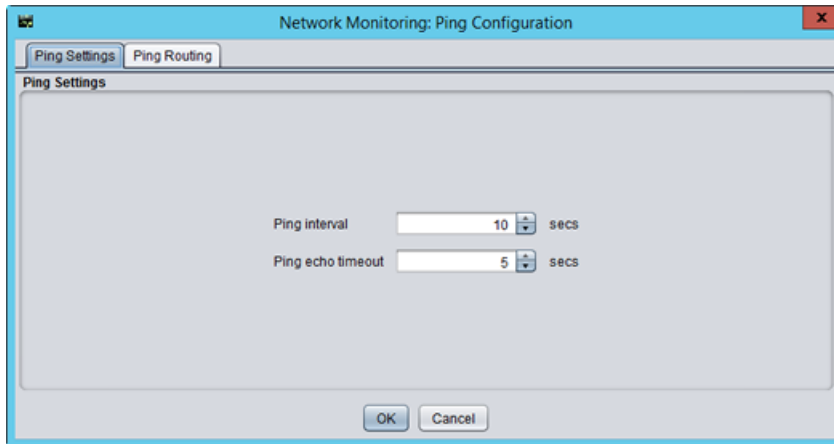 Network Monitoring: Ping Configuration
x
Ping Settings Ping Routing
Ping Settings
Ping interval 10 secs
Ping echo timeout 5 secs
OK Cancel